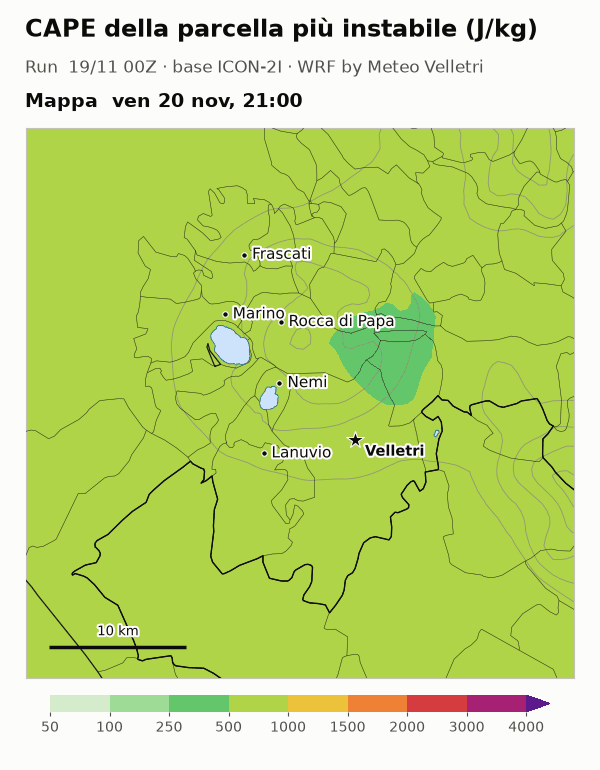 CAPE della parcella più instabile (J/kg)
Run  19/11 00Z · base ICON-2I · WRF by Meteo Velletri
Mappa  ven 20 nov, 21:00
Frascati
Marino
Rocca di Papa
Nemi
Velletri
Lanuvio
10 km
50 100 250 500 1000 1500 2000 3000 4000